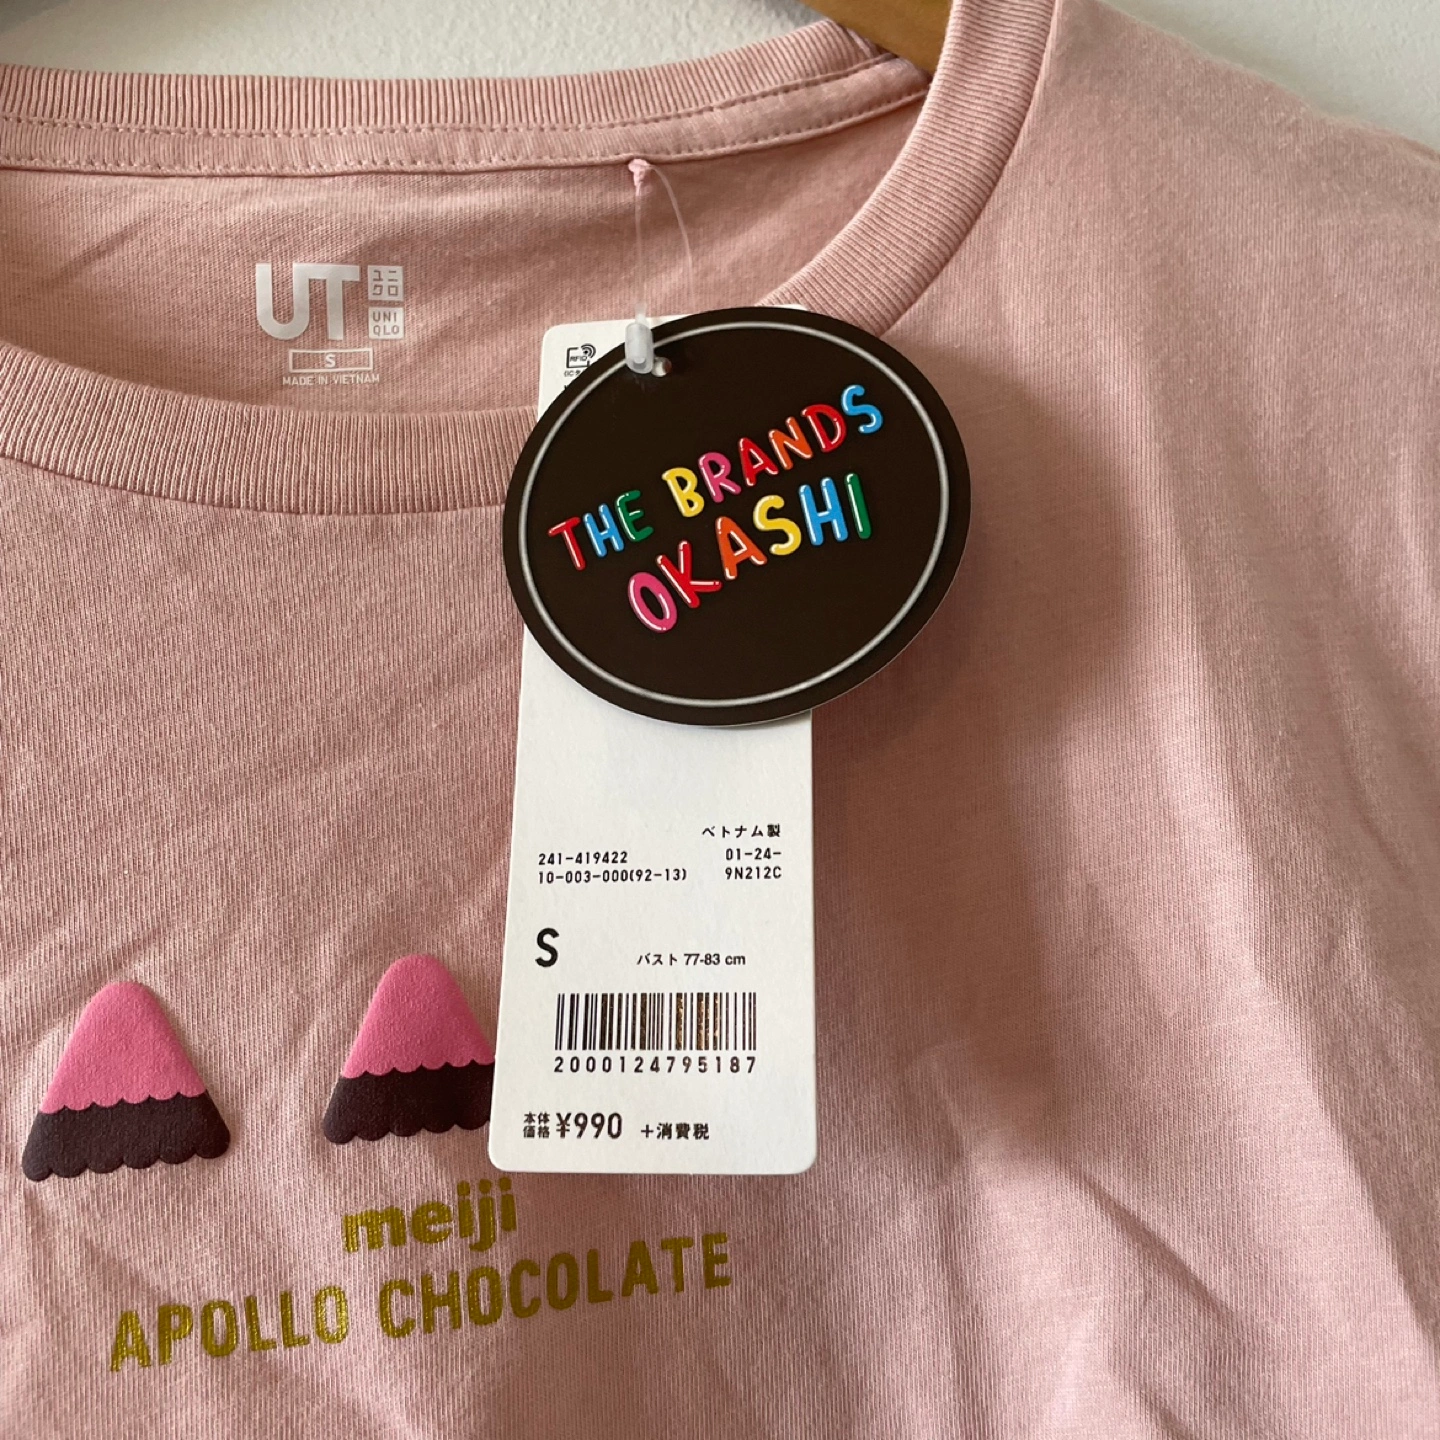 UT
ユニ
クロ
UNI
QLO
S
MADE IN VIETNAM
RFID
THE BRANDS
OKASHI
ベトナム製
241-419422 01-24-
10-003-000(92-13) 9N212C
S バスト 77-83 cm
2000124795187
本体価格 ¥990 +消費税
meiji
APOLLO CHOCOLATE